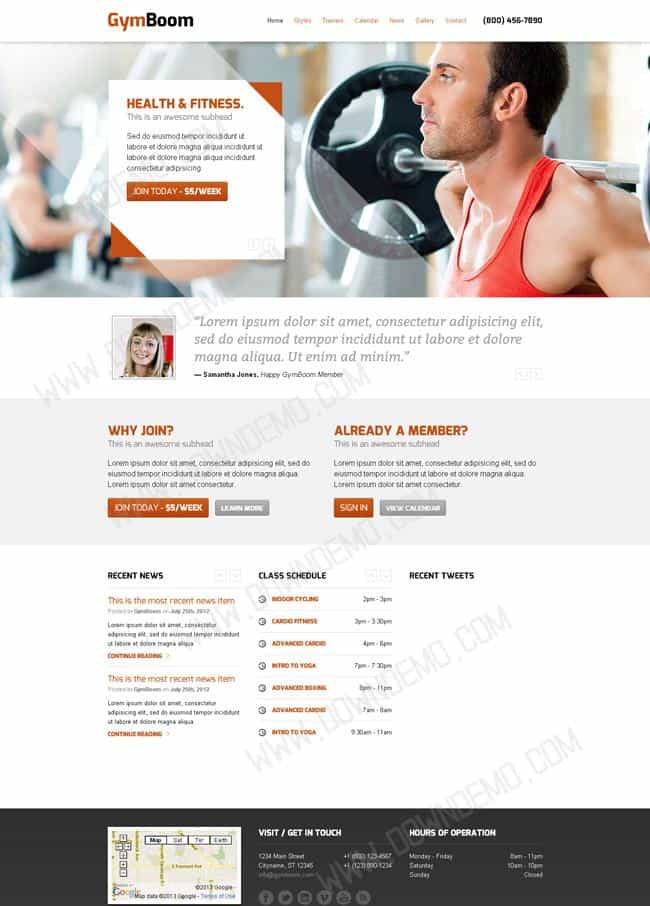 GymBoom
Home Styles Trainers Calendar News Gallery Contact (800) 456-7890
HEALTH & FITNESS.
This is an awesome subhead
Sed do eiusmod tempor incididunt ut
labore et dolore magna aliqua incididunt ut
labore et dolore magna aliqua incididunt
consectetur adipisicing.
JOIN TODAY - $5/WEEK
"Lorem ipsum dolor sit amet, consectetur adipisicing elit,
sed do eiusmod tempor incididunt ut labore et dolore
magna aliqua. Ut enim ad minim."
— Samantha Jones, Happy GymBoom Member
WHY JOIN?
This is an awesome subhead
Lorem ipsum dolor sit amet, consectetur adipisicing elit, sed do
eiusmod tempor incididunt ut labore et dolore magna aliqua.
Lorem ipsum dolor sit amet consectetur.
JOIN TODAY - $5/WEEK LEARN MORE
ALREADY A MEMBER?
This is an awesome subhead
Lorem ipsum dolor sit amet, consectetur adipisicing elit, sed do
eiusmod tempor incididunt ut labore et dolore magna aliqua.
Lorem ipsum dolor sit amet consectetur.
SIGN IN VIEW CALENDAR
RECENT NEWS
This is the most recent news item
Posted by GymBoom on July 25th, 2012
Lorem ipsum dolor sit amet, consectetur
adipisicing elit, sed do eiusmod tempor incididunt
ut labore et dolore magna aliqua.
CONTINUE READING
This is the most recent news item
Posted by GymBoom on July 25th, 2012
Lorem ipsum dolor sit amet, consectetur
adipisicing elit, sed do eiusmod tempor incididunt
ut labore et dolore magna aliqua.
CONTINUE READING
CLASS SCHEDULE
INDOOR CYCLING 2pm - 3pm
CARDIO FITNESS 3pm - 3:30pm
ADVANCED CARDIO 4pm - 6pm
INTRO TO YOGA 7pm - 7:30pm
ADVANCED BOXING 8pm - 11pm
ADVANCED CARDIO 7am - 8am
INTRO TO YOGA 9:30am - 11am
RECENT TWEETS
Map Sat Ter Earth
E Fremont Ave
Google
©2013 Google -
Map data ©2013 Google - Terms of Use
VISIT / GET IN TOUCH
1234 Main Street +1 (800) 123-4567
Cityname, ST 12345 +1 (123) 890-1234
info@gymboom.com
HOURS OF OPERATION
Monday - Friday 8am - 11pm
Saturday 10am - 10pm
Sunday Closed
WWW.DOWNDEMO.COM
WWW.DOWNDEMO.COM
WWW.DOWNDEMO.COM
WWW.DOWNDEMO.COM